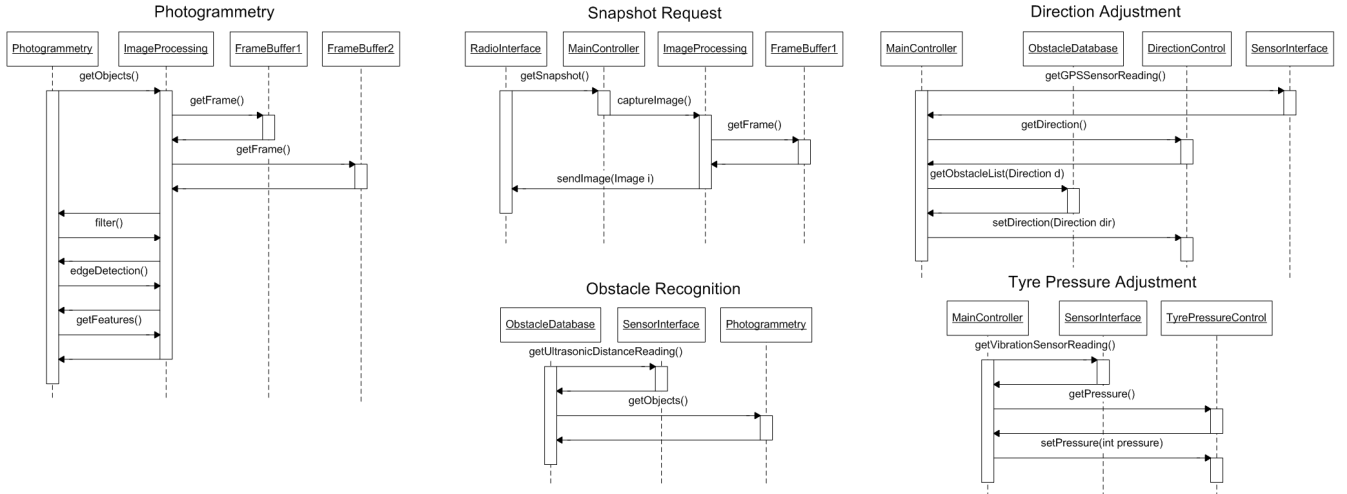 Photogrammetry
Photogrammetry
ImageProcessing
FrameBuffer1
FrameBuffer2
getObjects()
getFrame()
getFrame()
filter()
edgeDetection()
getFeatures()
Snapshot Request
RadioInterface
MainController
ImageProcessing
FrameBuffer1
getSnapshot()
captureImage()
getFrame()
sendImage(Image i)
Obstacle Recognition
ObstacleDatabase
SensorInterface
Photogrammetry
getUltrasonicDistanceReading()
getObjects()
Direction Adjustment
MainController
ObstacleDatabase
DirectionControl
SensorInterface
getGPSSensorReading()
getDirection()
getObstacleList(Direction d)
setDirection(Direction dir)
Tyre Pressure Adjustment
MainController
SensorInterface
TyrePressureControl
getVibrationSensorReading()
getPressure()
setPressure(int pressure)